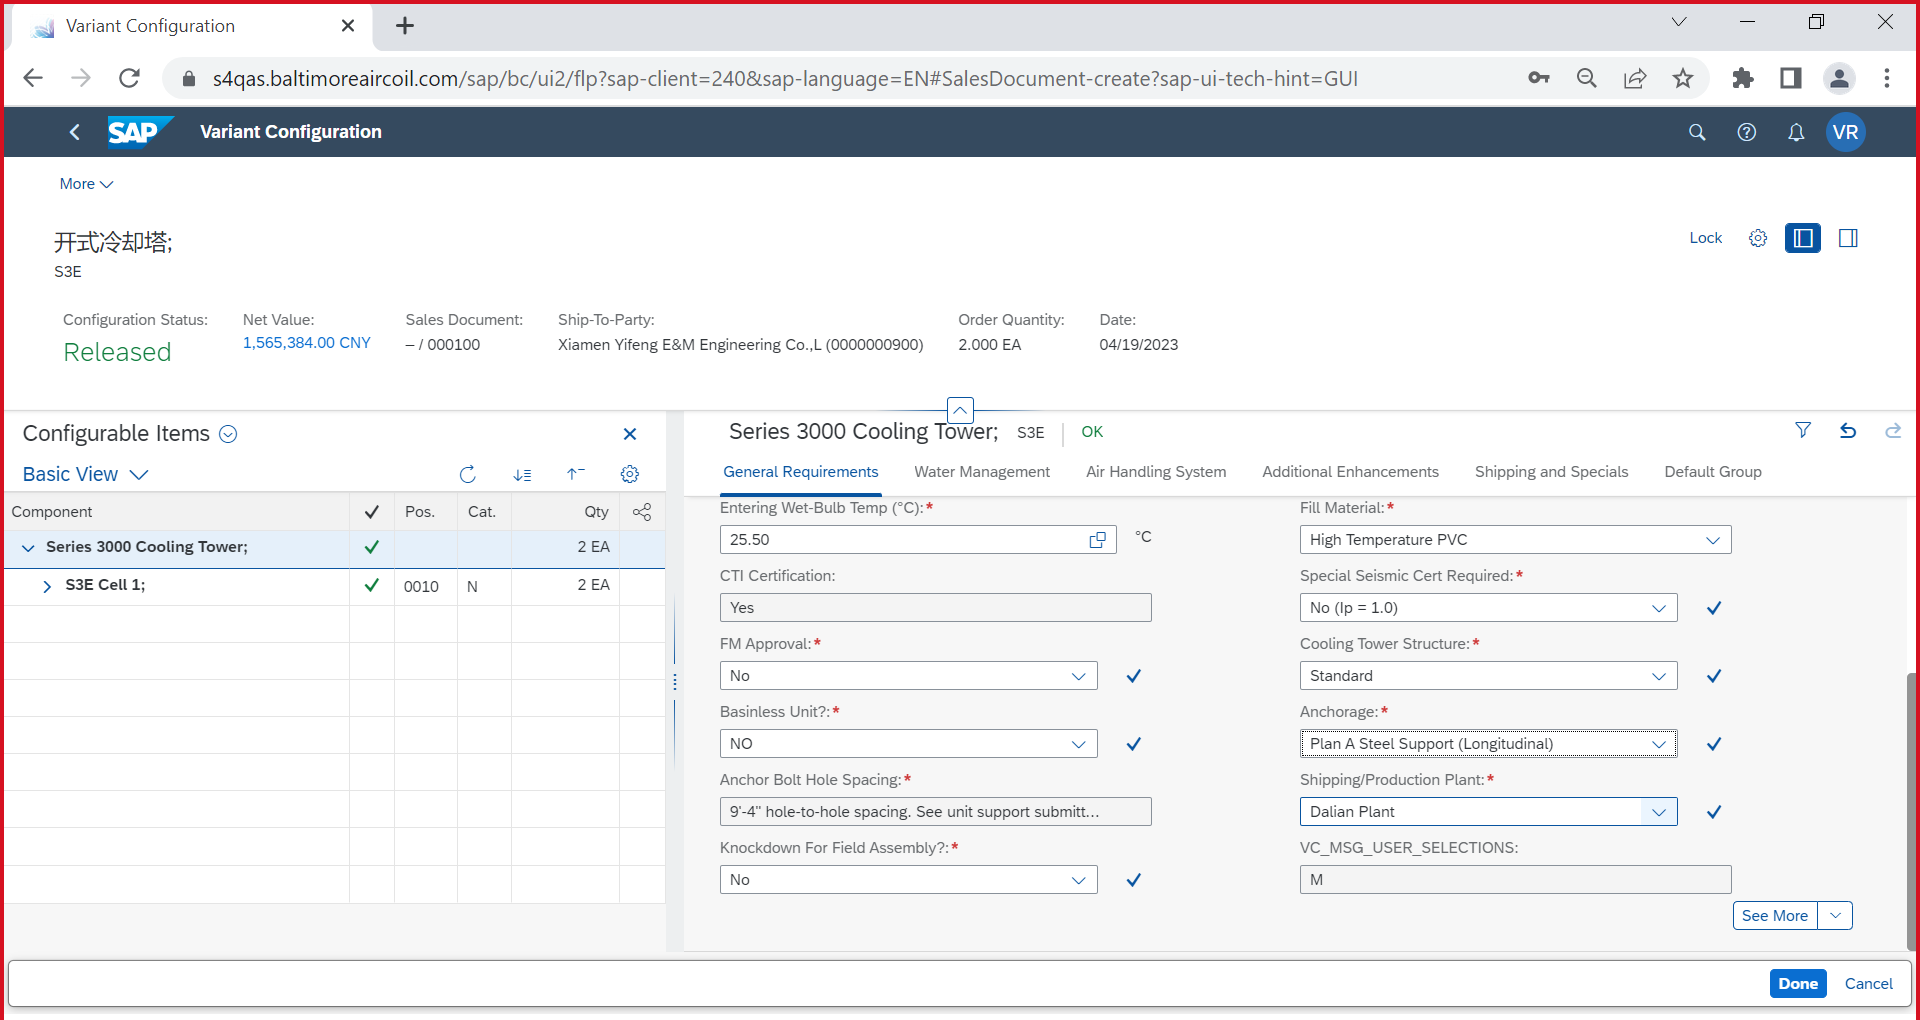 Variant Configuration
s4qas.baltimoreaircoil.com/sap/bc/ui2/flp?sap-client=240&sap-language=EN#SalesDocument-create?sap-ui-tech-hint=GUI
SAP Variant Configuration VR
More
开式冷却塔;
S3E
Lock
Configuration Status: Net Value: Sales Document: Ship-To-Party: Order Quantity: Date:
Released 1,565,384.00 CNY – / 000100 Xiamen Yifeng E&M Engineering Co.,L (0000000900) 2.000 EA 04/19/2023
Configurable Items
Basic View
Component Pos. Cat. Qty
Series 3000 Cooling Tower; 2 EA
S3E Cell 1; 0010 N 2 EA
Series 3000 Cooling Tower; S3E OK
General Requirements Water Management Air Handling System Additional Enhancements Shipping and Specials Default Group
Entering Wet-Bulb Temp (°C):* Fill Material:*
25.50 °C High Temperature PVC
CTI Certification: Special Seismic Cert Required:*
Yes No (Ip = 1.0)
FM Approval:* Cooling Tower Structure:*
No Standard
Basinless Unit?:* Anchorage:*
NO Plan A Steel Support (Longitudinal)
Anchor Bolt Hole Spacing:* Shipping/Production Plant:*
9'-4" hole-to-hole spacing. See unit support submitt... Dalian Plant
Knockdown For Field Assembly?:* VC_MSG_USER_SELECTIONS:
No M
See More
Done Cancel